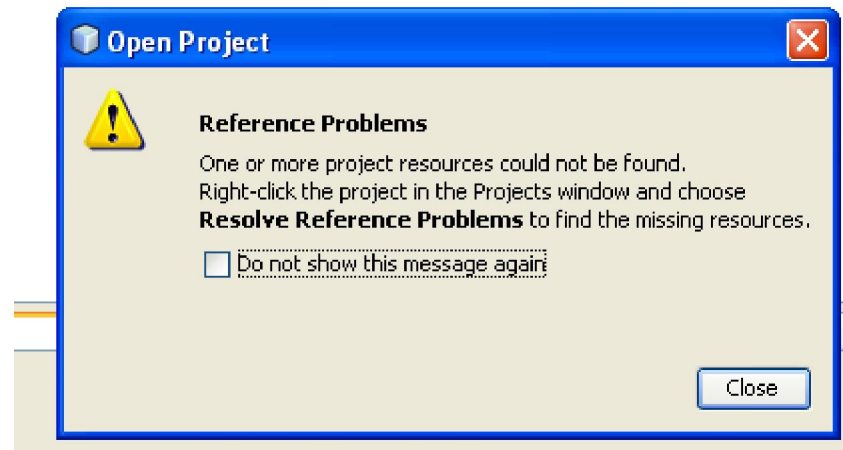 Open Project
Reference Problems
One or more project resources could not be found.
Right-click the project in the Projects window and choose
Resolve Reference Problems to find the missing resources.
Do not show this message again
Close